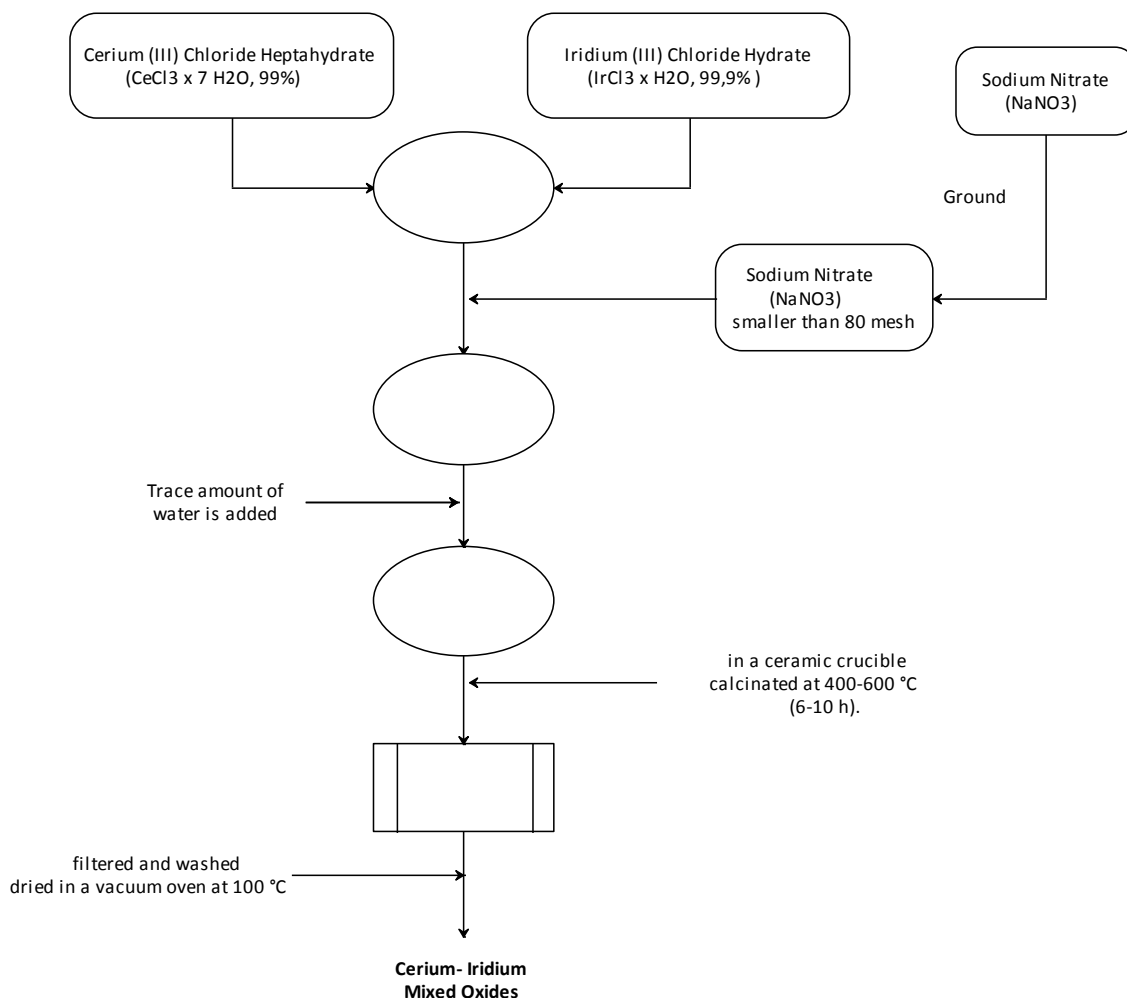 Cerium (III) Chloride Heptahydrate
(CeCl3 x 7 H2O, 99%)
Iridium (III) Chloride Hydrate
(IrCl3 x H2O, 99,9% )
Sodium Nitrate
(NaNO3)
Ground
Sodium Nitrate
(NaNO3)
smaller than 80 mesh
Trace amount of
water is added
in a ceramic crucible
calcinated at 400-600 °C
(6-10 h).
filtered and washed
dried in a vacuum oven at 100 °C
Cerium- Iridium
Mixed Oxides